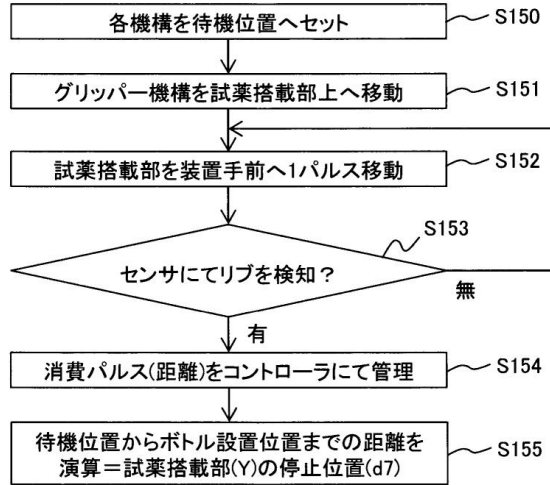 各機構を待機位置へセット
S150
グリッパー機構を試薬搭載部上へ移動
S151
試薬搭載部を装置手前へ1パルス移動
S152
S153
センサにてリブを検知?
無
有
消費パルス(距離)をコントローラにて管理
S154
待機位置からボトル設置位置までの距離を
演算=試薬搭載部(Y)の停止位置(d7)
S155